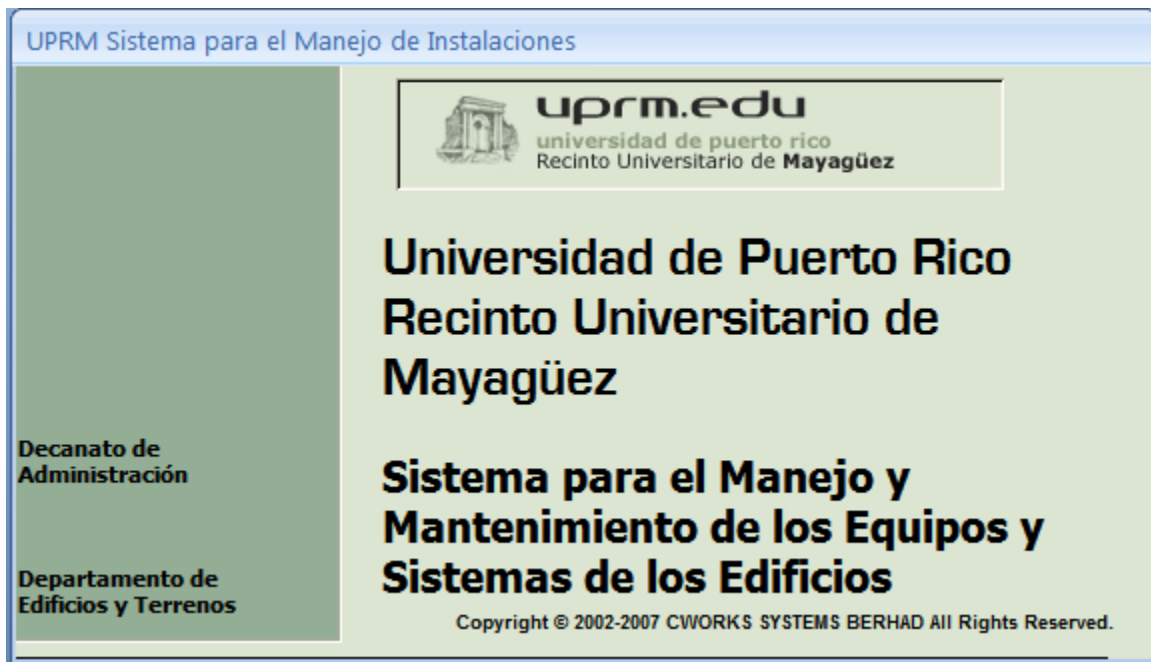 UPRM Sistema para el Manejo de Instalaciones
uprm.edu
universidad de puerto rico
Recinto Universitario de Mayagüez
Universidad de Puerto Rico
Recinto Universitario de
Mayagüez
Decanato de
Administración
Sistema para el Manejo y
Mantenimiento de los Equipos y
Sistemas de los Edificios
Departamento de
Edificios y Terrenos
Copyright © 2002-2007 CWORKS SYSTEMS BERHAD All Rights Reserved.